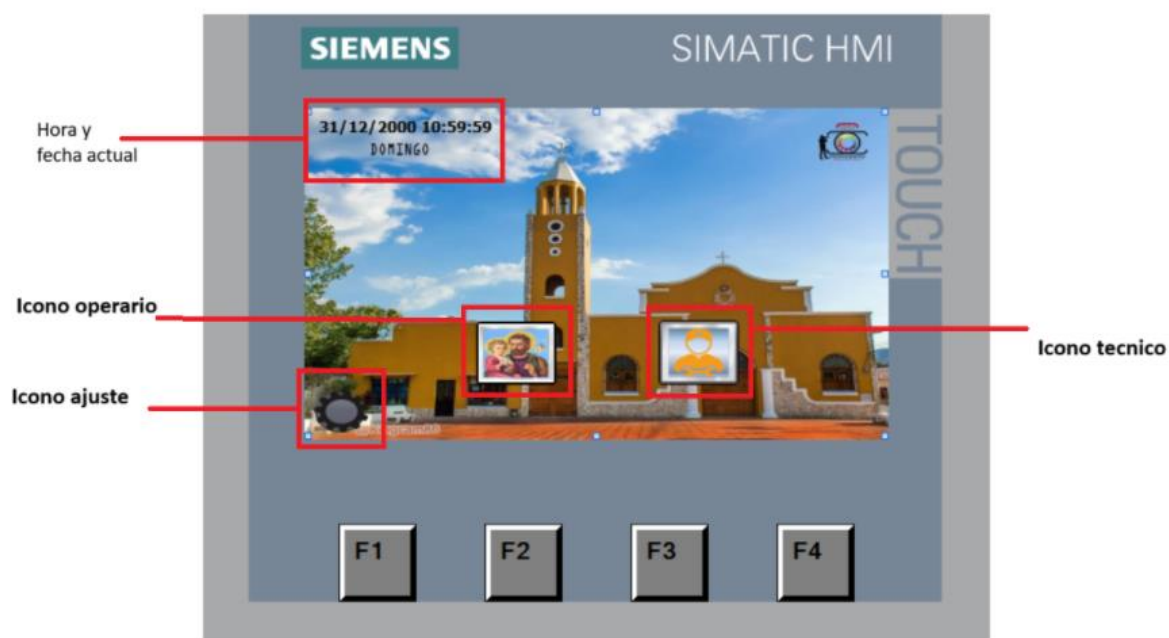 SIEMENS
SIMATIC HMI
TOUCH
Hora y
fecha actual
31/12/2000 10:59:59
DOMINGO
Icono operario
Icono tecnico
Icono ajuste
F1
F2
F3
F4